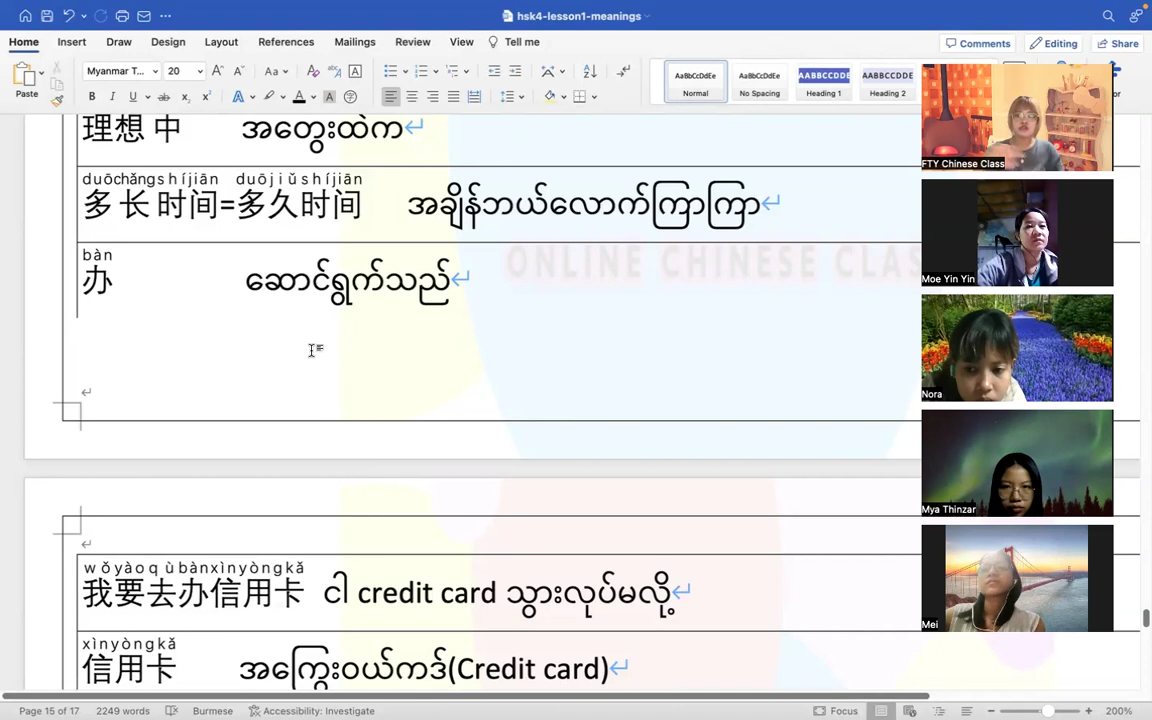 hsk4-lesson1-meanings
Home Insert Draw Design Layout References Mailings Review View Tell me
Comments Editing Share
Paste
Myanmar T... 20
AaBbCcDdEe Normal
AaBbCcDdEe No Spacing
AABBCCDD Heading 1
AABBCCDDE Heading 2
理想中 အတွေးထဲက
duōchǎngshíjiān duōjiǔshíjiān
多长时间=多久时间 အချိန်ဘယ်လောက်ကြာကြာ
bàn
办 ဆောင်ရွက်သည်
ONLINE CHINESE CLAS
wǒyàoqùbànxìnyòngkǎ
我要去办信用卡 ငါ credit card သွားလုပ်မလို့
xìnyòngkǎ
信用卡 အကြွေးဝယ်ကဒ်(Credit card)
FTY Chinese Class
Moe Yin Yin
Nora
Mya Thinzar
Mei
Page 15 of 17 2249 words Burmese Accessibility: Investigate Focus 200%